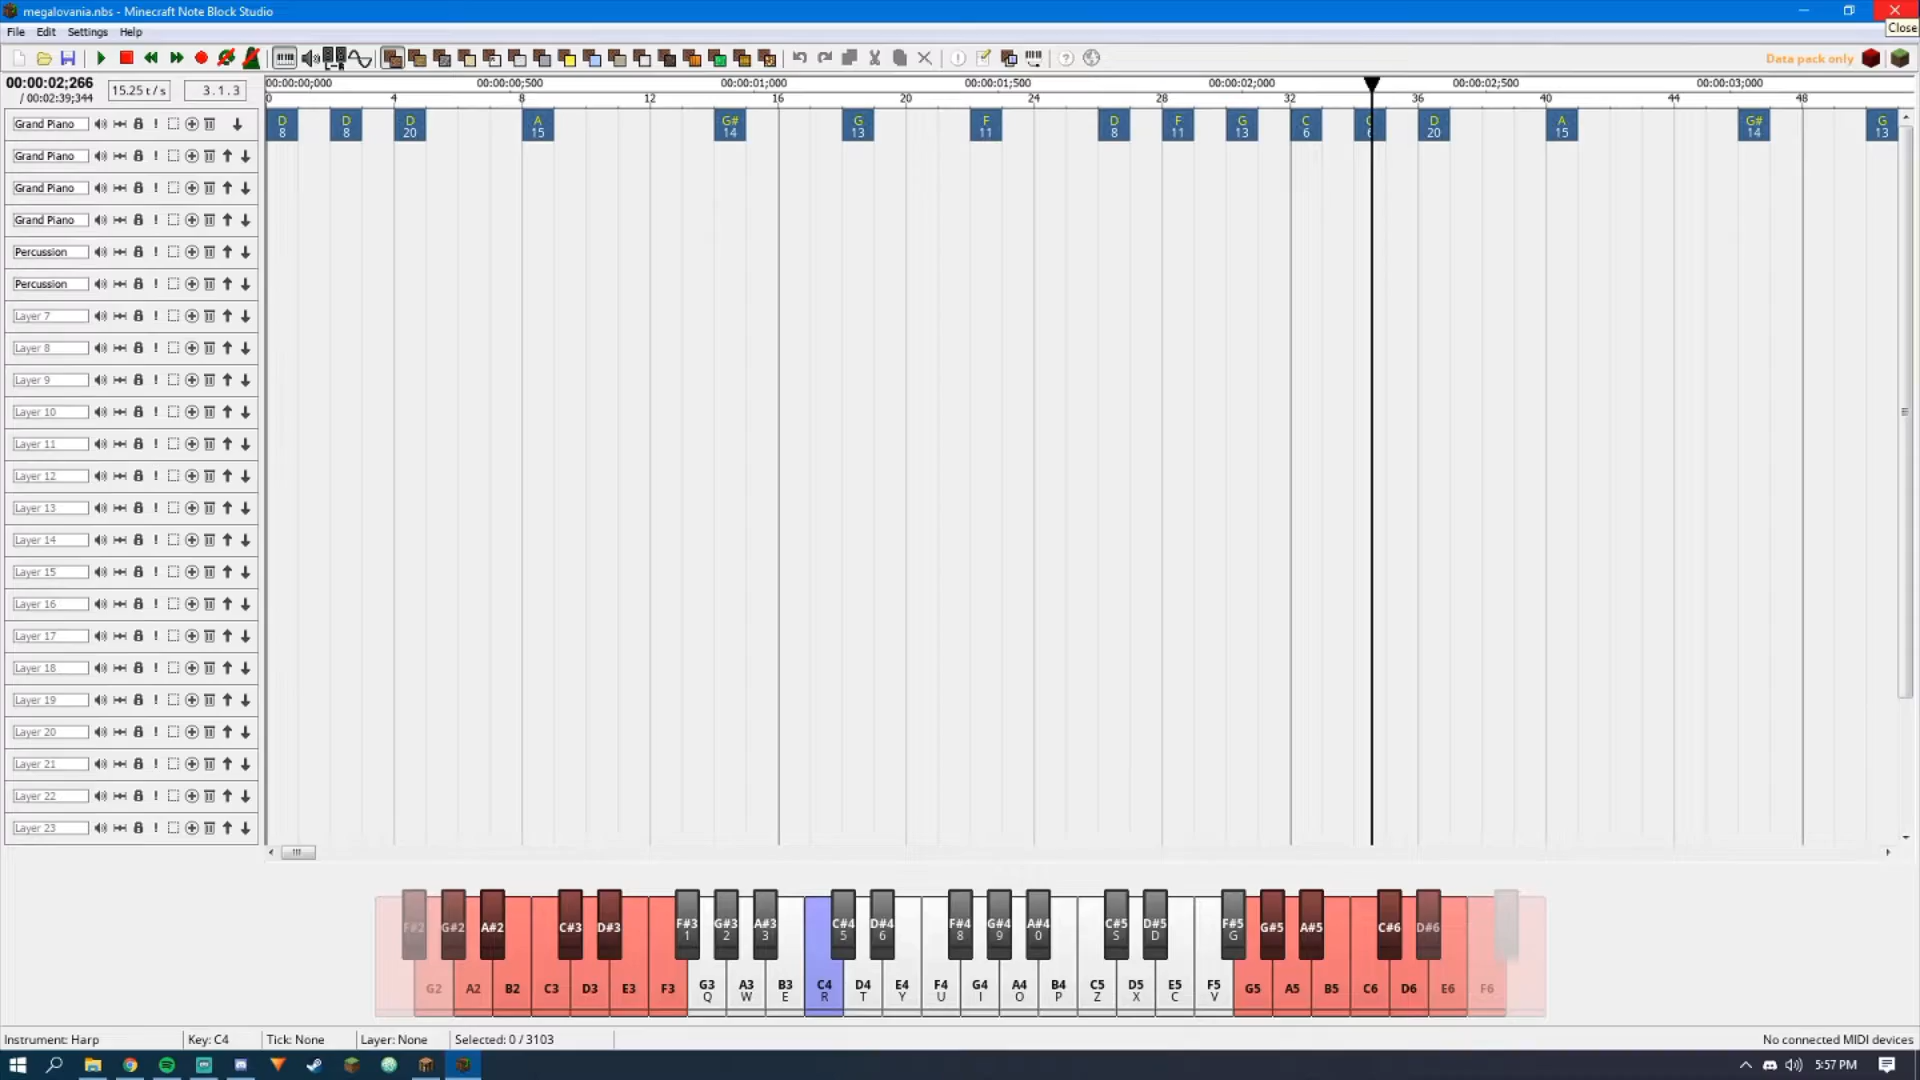 megalovania.nbs - Minecraft Note Block Studio
Close
File Edit Settings Help
Data pack only
00:00:02;266
/ 00:02:39;344
15.25 t / s
3 . 1 . 3
00:00:00;000 00:00:00;500 00:00:01;000 00:00:01;500 00:00:02;000 00:00:02;500 00:00:03;000
0 4 8 12 16 20 24 28 32 36 40 44 48
Grand Piano
D D D A G# G F D F G C C D A G# G
8 8 20 15 14 13 11 8 11 13 6 6 20 15 14 13
Grand Piano
Grand Piano
Grand Piano
Percussion
Percussion
Layer 7
Layer 8
Layer 9
Layer 10
Layer 11
Layer 12
Layer 13
Layer 14
Layer 15
Layer 16
Layer 17
Layer 18
Layer 19
Layer 20
Layer 21
Layer 22
Layer 23
F#2 G#2 A#2 C#3 D#3 F#3 G#3 A#3 C#4 D#4 F#4 G#4 A#4 C#5 D#5 F#5 G#5 A#5 C#6 D#6
1 2 3 5 6 8 9 0 S D G
G2 A2 B2 C3 D3 E3 F3 G3 A3 B3 C4 D4 E4 F4 G4 A4 B4 C5 D5 E5 F5 G5 A5 B5 C6 D6 E6 F6
Q W E R T Y U I O P Z X C V
Instrument: Harp Key: C4 Tick: None Layer: None Selected: 0 / 3103 No connected MIDI devices
5:57 PM